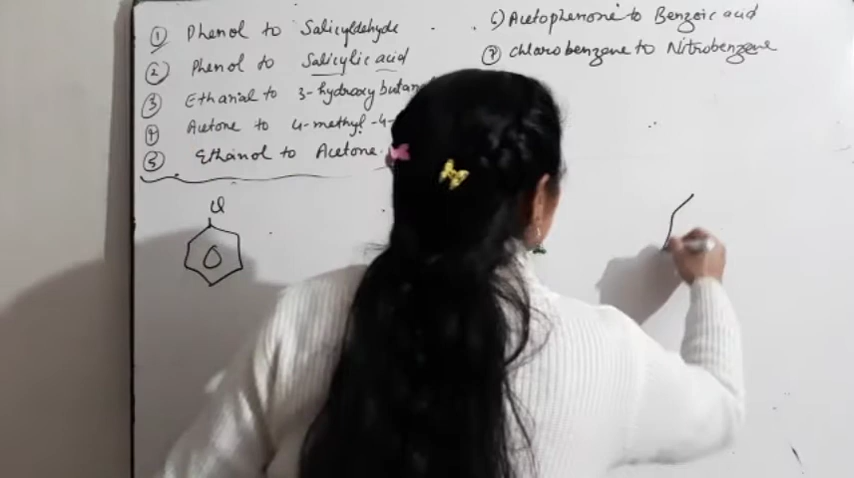 ① Phenol to Salicyldehyde
② Phenol to Salicylic acid
③ Ethanal to 3-hydroxy butan
④ Acetone to 4-methyl-4-
⑤ Ethanol to Acetone.
6) Acetophenone to Benzoic acid
⑦ Chlorobenzene to Nitrobenzene
Cl